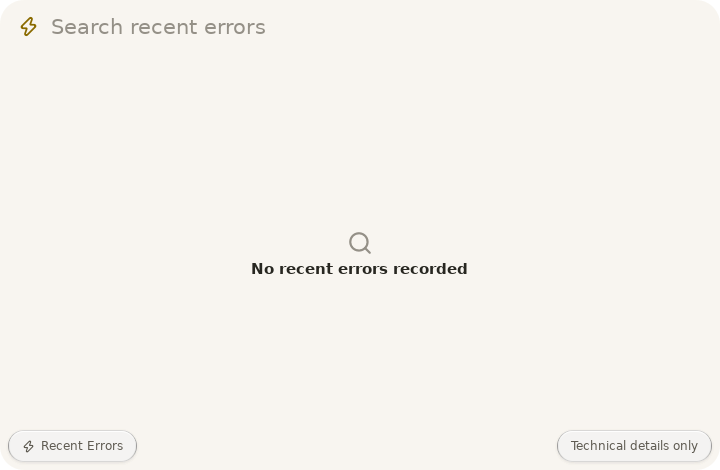 Search recent errors
No recent errors recorded
Recent Errors
Technical details only